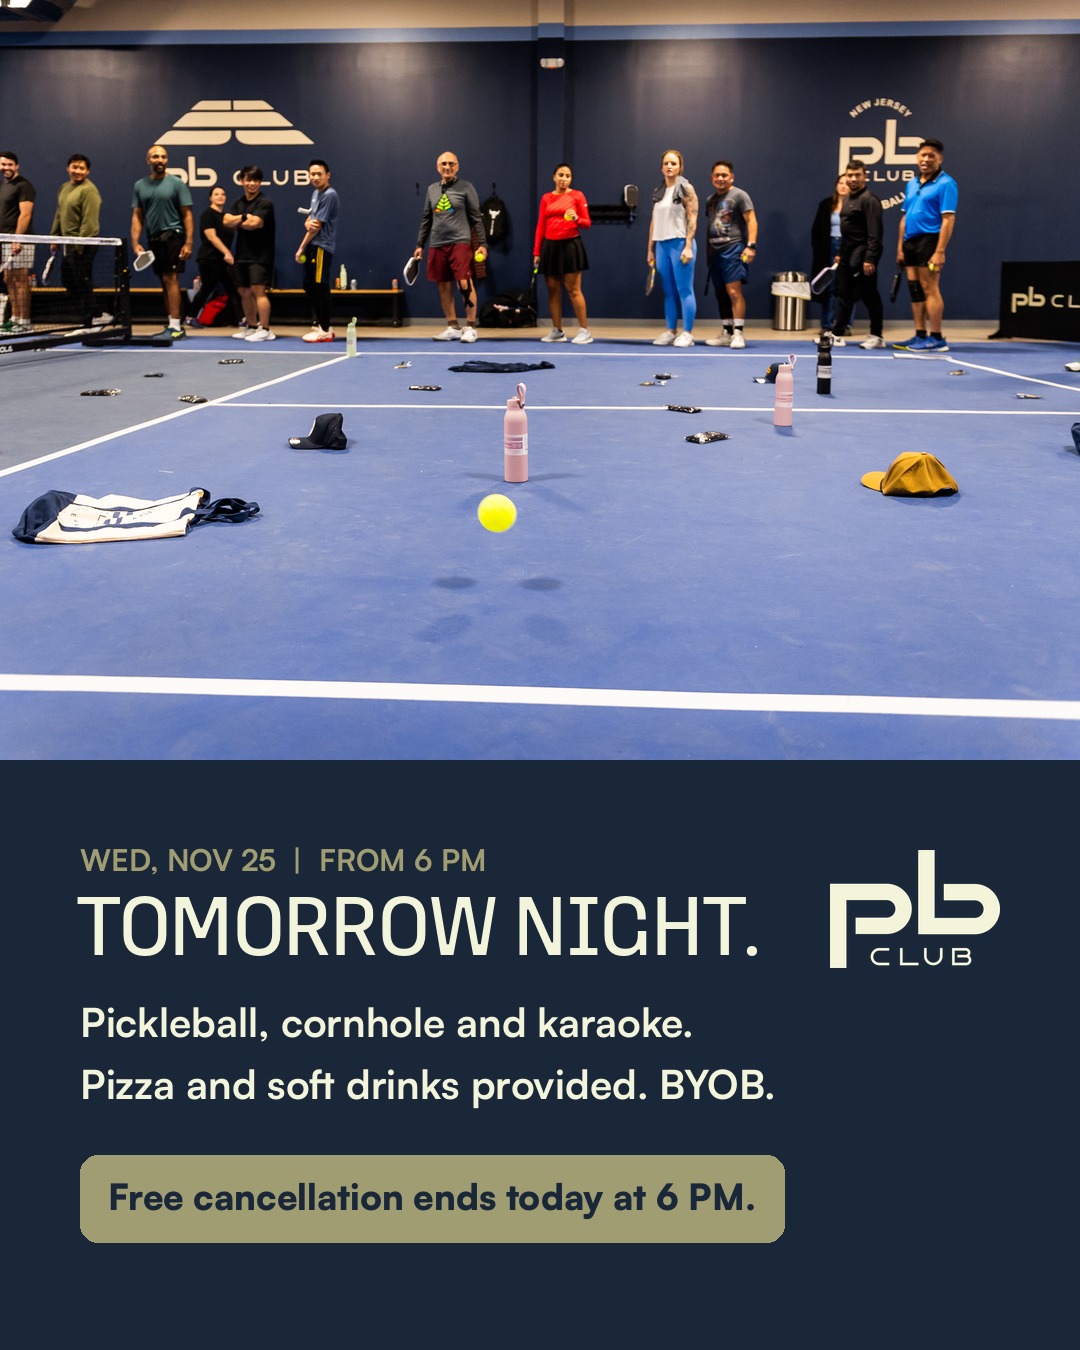 pb CLUB
NEW JERSEY
pb
CLUB
pb CL
WED, NOV 25 | FROM 6 PM
TOMORROW NIGHT.
pb
CLUB
Pickleball, cornhole and karaoke.
Pizza and soft drinks provided. BYOB.
Free cancellation ends today at 6 PM.